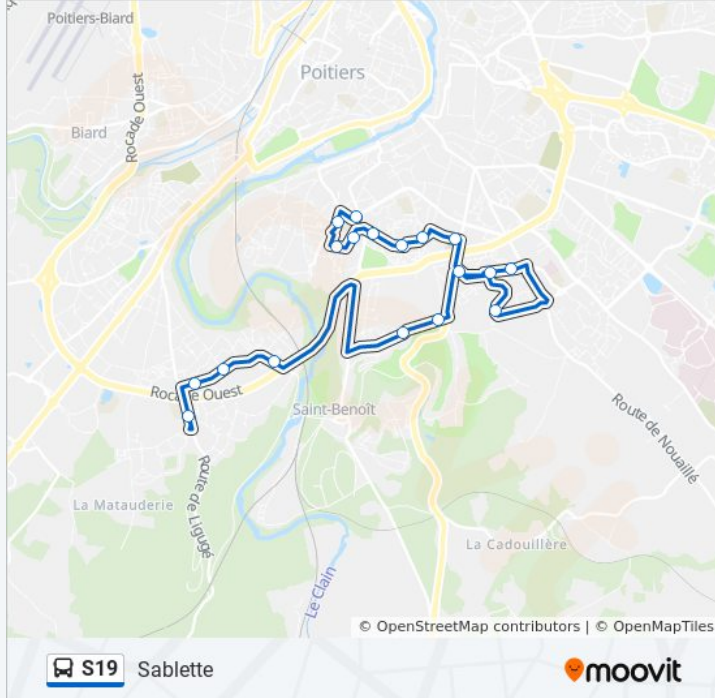 Poitiers-Biard
Poitiers
Rocade Ouest
Biard
Rocade Ouest
Saint-Benoît
Route de Nouaillé
Route de Ligugé
La Matauderie
La Cadouillère
Le Clain
© OpenStreetMap contributors | © OpenMapTiles
S19 Sablette
moovit